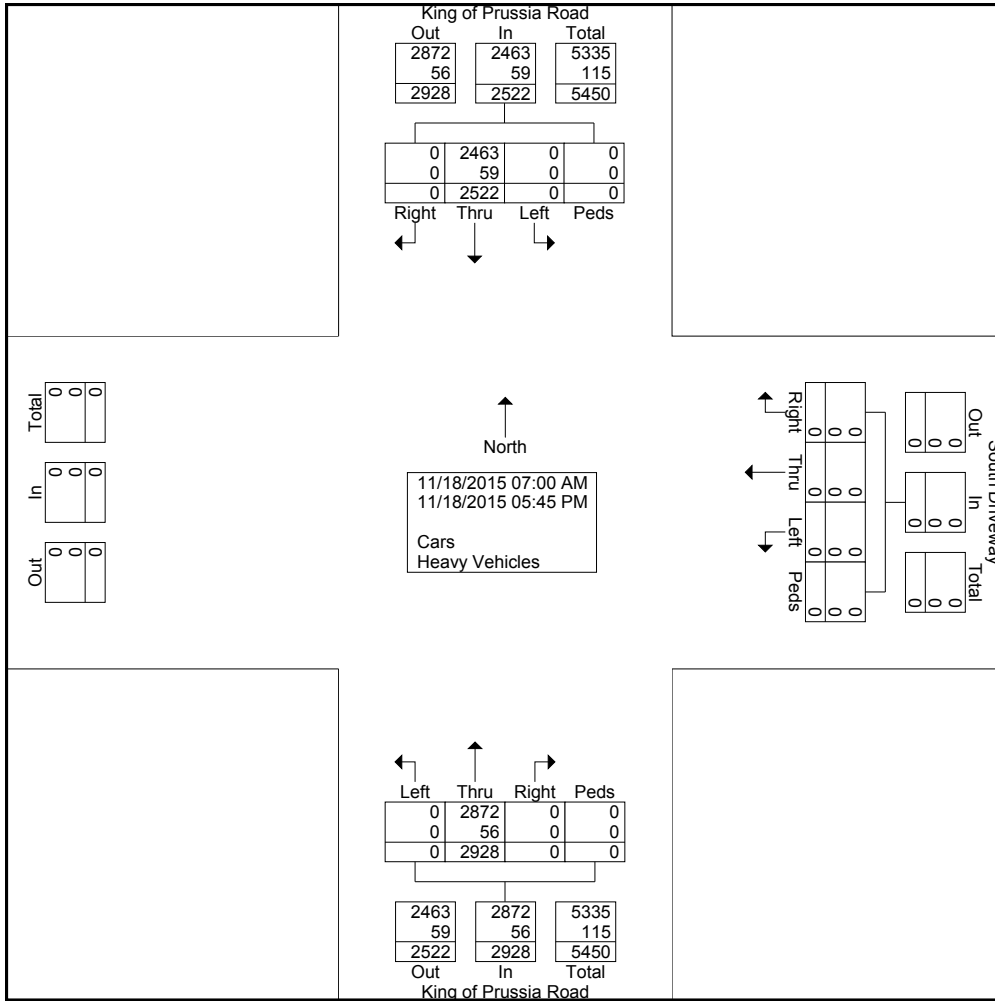 King of Prussia Road
Out In Total
2872 2463 5335
56 59 115
2928 2522 5450
0 2463 0 0
0 59 0 0
0 2522 0 0
Right Thru Left Peds
Total
0 0 0
In
0 0 0
Out
0 0 0
North
11/18/2015 07:00 AM
11/18/2015 05:45 PM
Cars
Heavy Vehicles
Right
0 0 0
Thru
0 0 0
Left
0 0 0
Peds
0 0 0
South Driveway
Out
0 0 0
In
0 0 0
Total
0 0 0
Left Thru Right Peds
0 2872 0 0
0 56 0 0
0 2928 0 0
2463 2872 5335
59 56 115
2522 2928 5450
Out In Total
King of Prussia Road